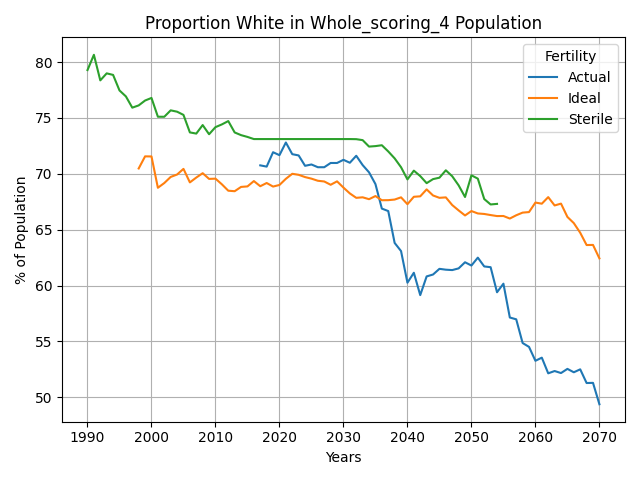 Proportion White in Whole_scoring_4 Population
Fertility
Actual
Ideal
Sterile
% of Population
80
75
70
65
60
55
50
1990 2000 2010 2020 2030 2040 2050 2060 2070
Years